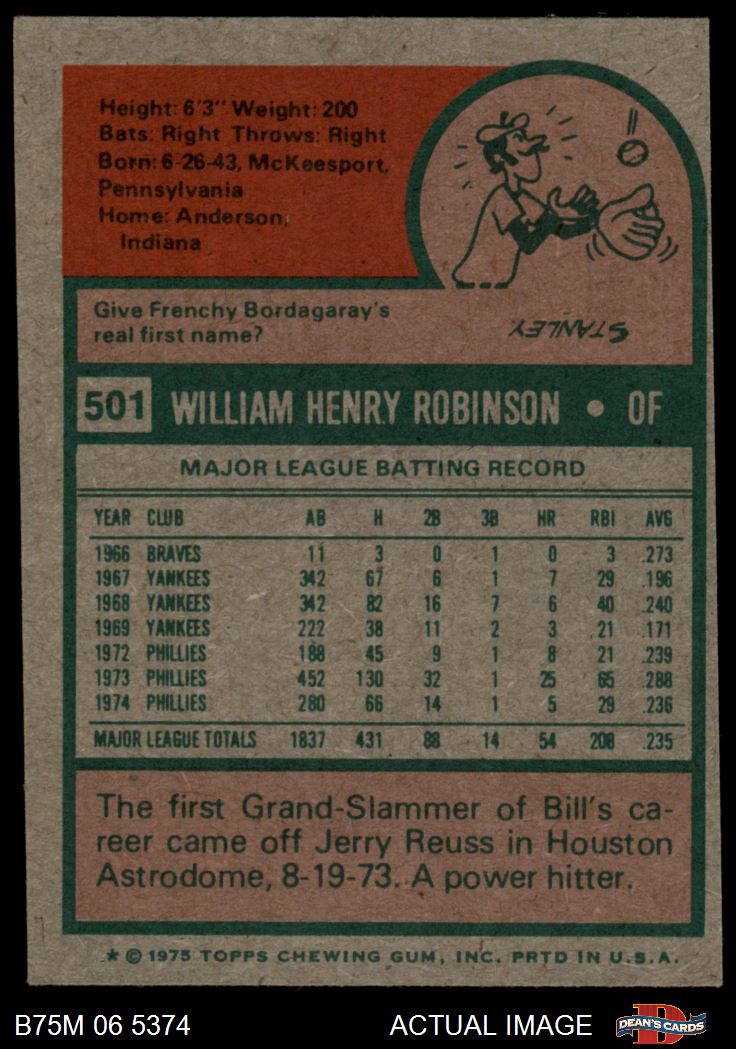 Height: 6'3" Weight: 200
Bats: Right Throws: Right
Born: 6-26-43, McKeesport,
Pennsylvania
Home: Anderson,
Indiana
Give Frenchy Bordagaray's
real first name?
STANLEY.
501 WILLIAM HENRY ROBINSON • OF
MAJOR LEAGUE BATTING RECORD
YEAR CLUB AB H 2B 3B HR RBI AVG
1966 BRAVES 11 3 0 1 0 3 .273
1967 YANKEES 342 67 6 1 7 29 .196
1968 YANKEES 342 82 16 7 6 40 .240
1969 YANKEES 222 38 11 2 3 21 .171
1972 PHILLIES 188 45 9 1 8 21 .239
1973 PHILLIES 452 130 32 1 25 65 .288
1974 PHILLIES 280 66 14 1 5 29 .236
MAJOR LEAGUE TOTALS 1837 431 88 14 54 208 .235
The first Grand-Slammer of Bill's ca-
reer came off Jerry Reuss in Houston
Astrodome, 8-19-73. A power hitter.
* © 1975 TOPPS CHEWING GUM, INC. PRTD IN U.S.A.
B75M 06 5374 ACTUAL IMAGE
D
DEAN'S CARDS